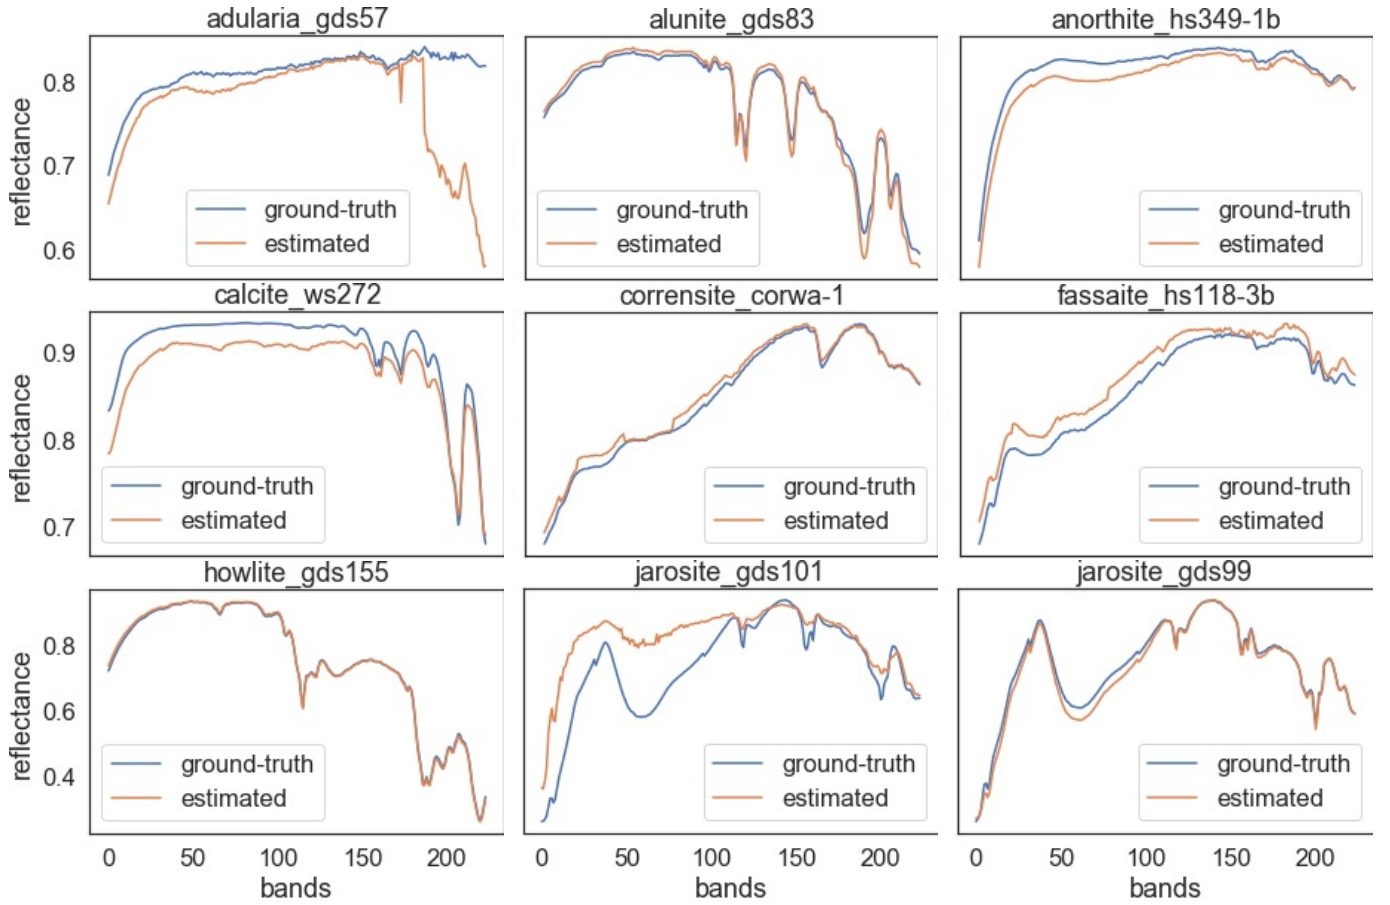 adularia_gds57
alunite_gds83
anorthite_hs349-1b
reflectance
0.8
0.7
0.6
ground-truth
estimated
ground-truth
estimated
ground-truth
estimated
calcite_ws272
corrensite_corwa-1
fassaite_hs118-3b
reflectance
0.9
0.8
0.7
ground-truth
estimated
ground-truth
estimated
ground-truth
estimated
howlite_gds155
jarosite_gds101
jarosite_gds99
reflectance
0.8
0.6
0.4
ground-truth
estimated
ground-truth
estimated
ground-truth
estimated
0 50 100 150 200
0 50 100 150 200
0 50 100 150 200
bands
bands
bands